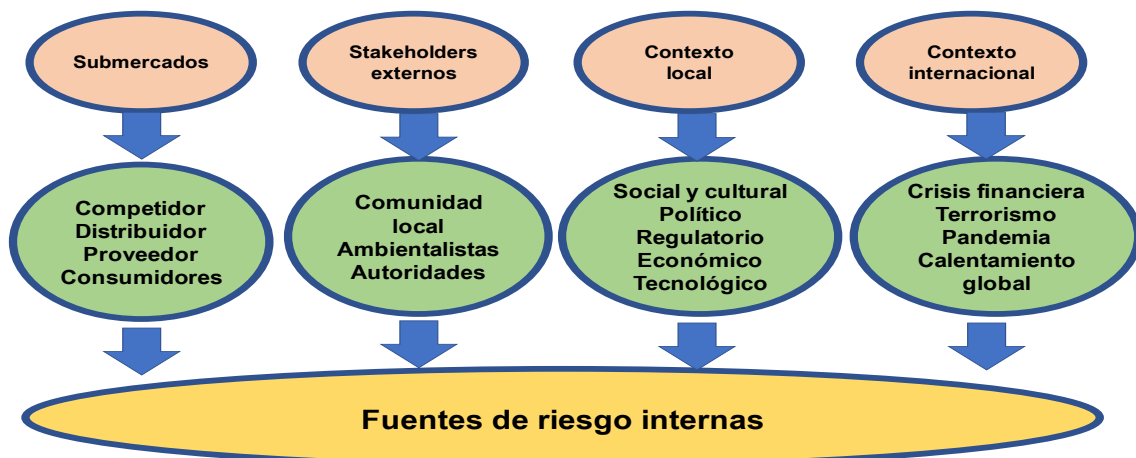 Submercados
Stakeholders
externos
Contexto
local
Contexto
internacional
Competidor
Distribuidor
Proveedor
Consumidores
Comunidad
local
Ambientalistas
Autoridades
Social y cultural
Político
Regulatorio
Económico
Tecnológico
Crisis financiera
Terrorismo
Pandemia
Calentamiento
global
Fuentes de riesgo internas